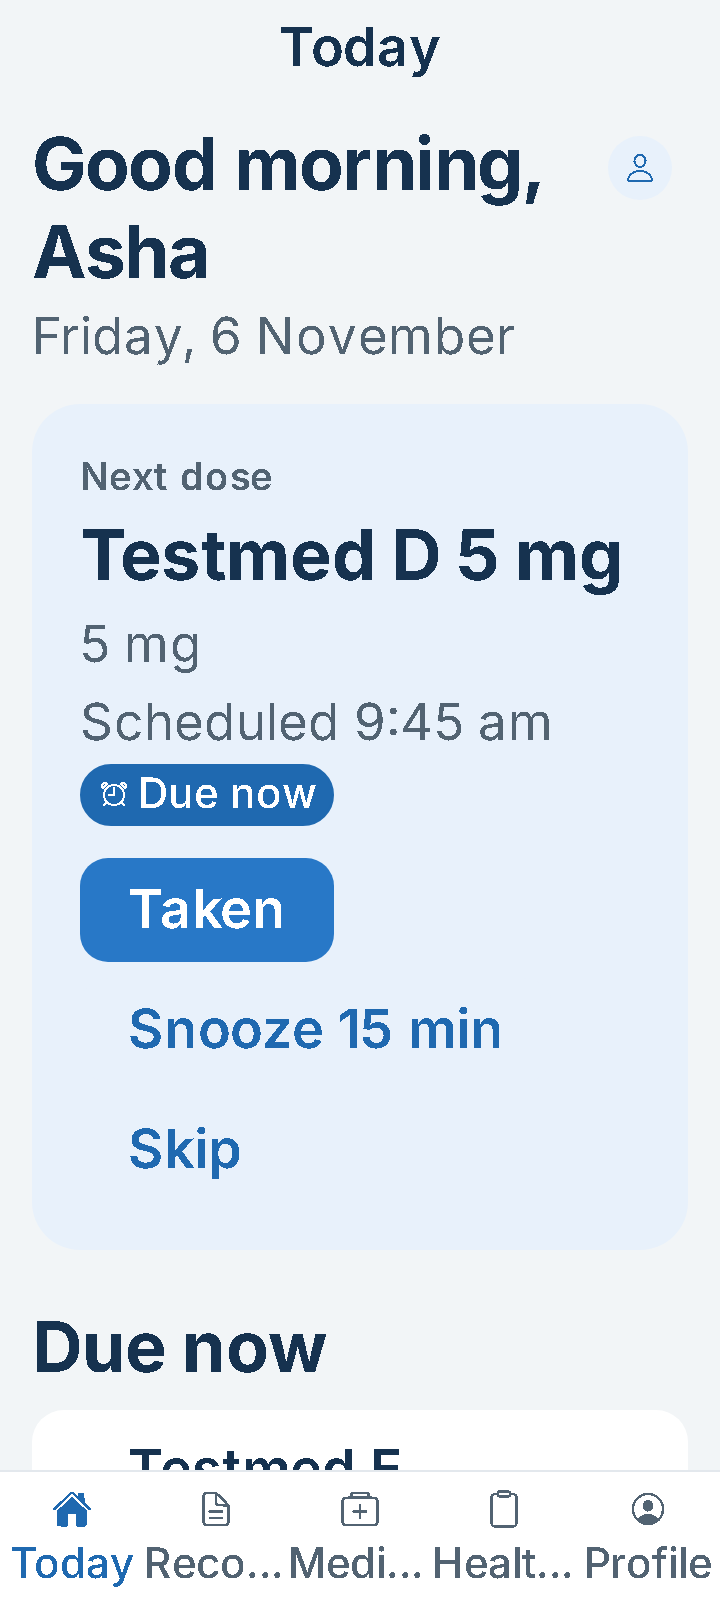 Today
Good morning,
Asha
Friday, 6 November
Next dose
Testmed D 5 mg
5 mg
Scheduled 9:45 am
Due now
Taken
Snooze 15 min
Skip
Due now
Testmed E
Today Reco... Medi... Healt... Profile